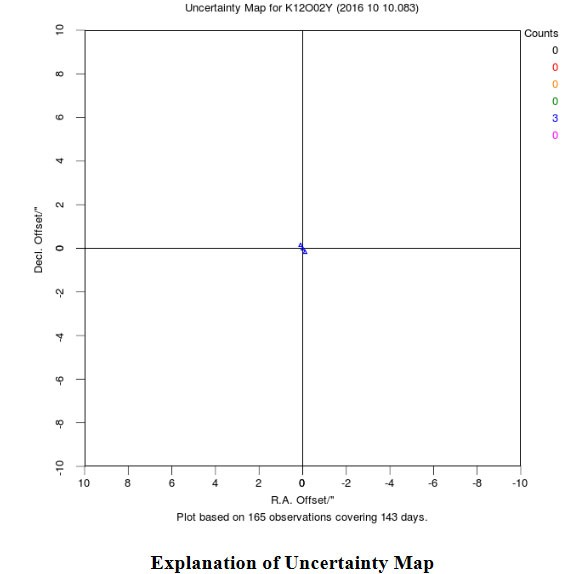 Uncertainty Map for K12O02Y (2016 10 10.083)
Counts
0
0
0
0
3
0
10
8
6
4
2
0
-2
-4
-6
-8
-10
Decl. Offset/"
10 8 6 4 2 0 -2 -4 -6 -8 -10
R.A. Offset/"
Plot based on 165 observations covering 143 days.
Explanation of Uncertainty Map